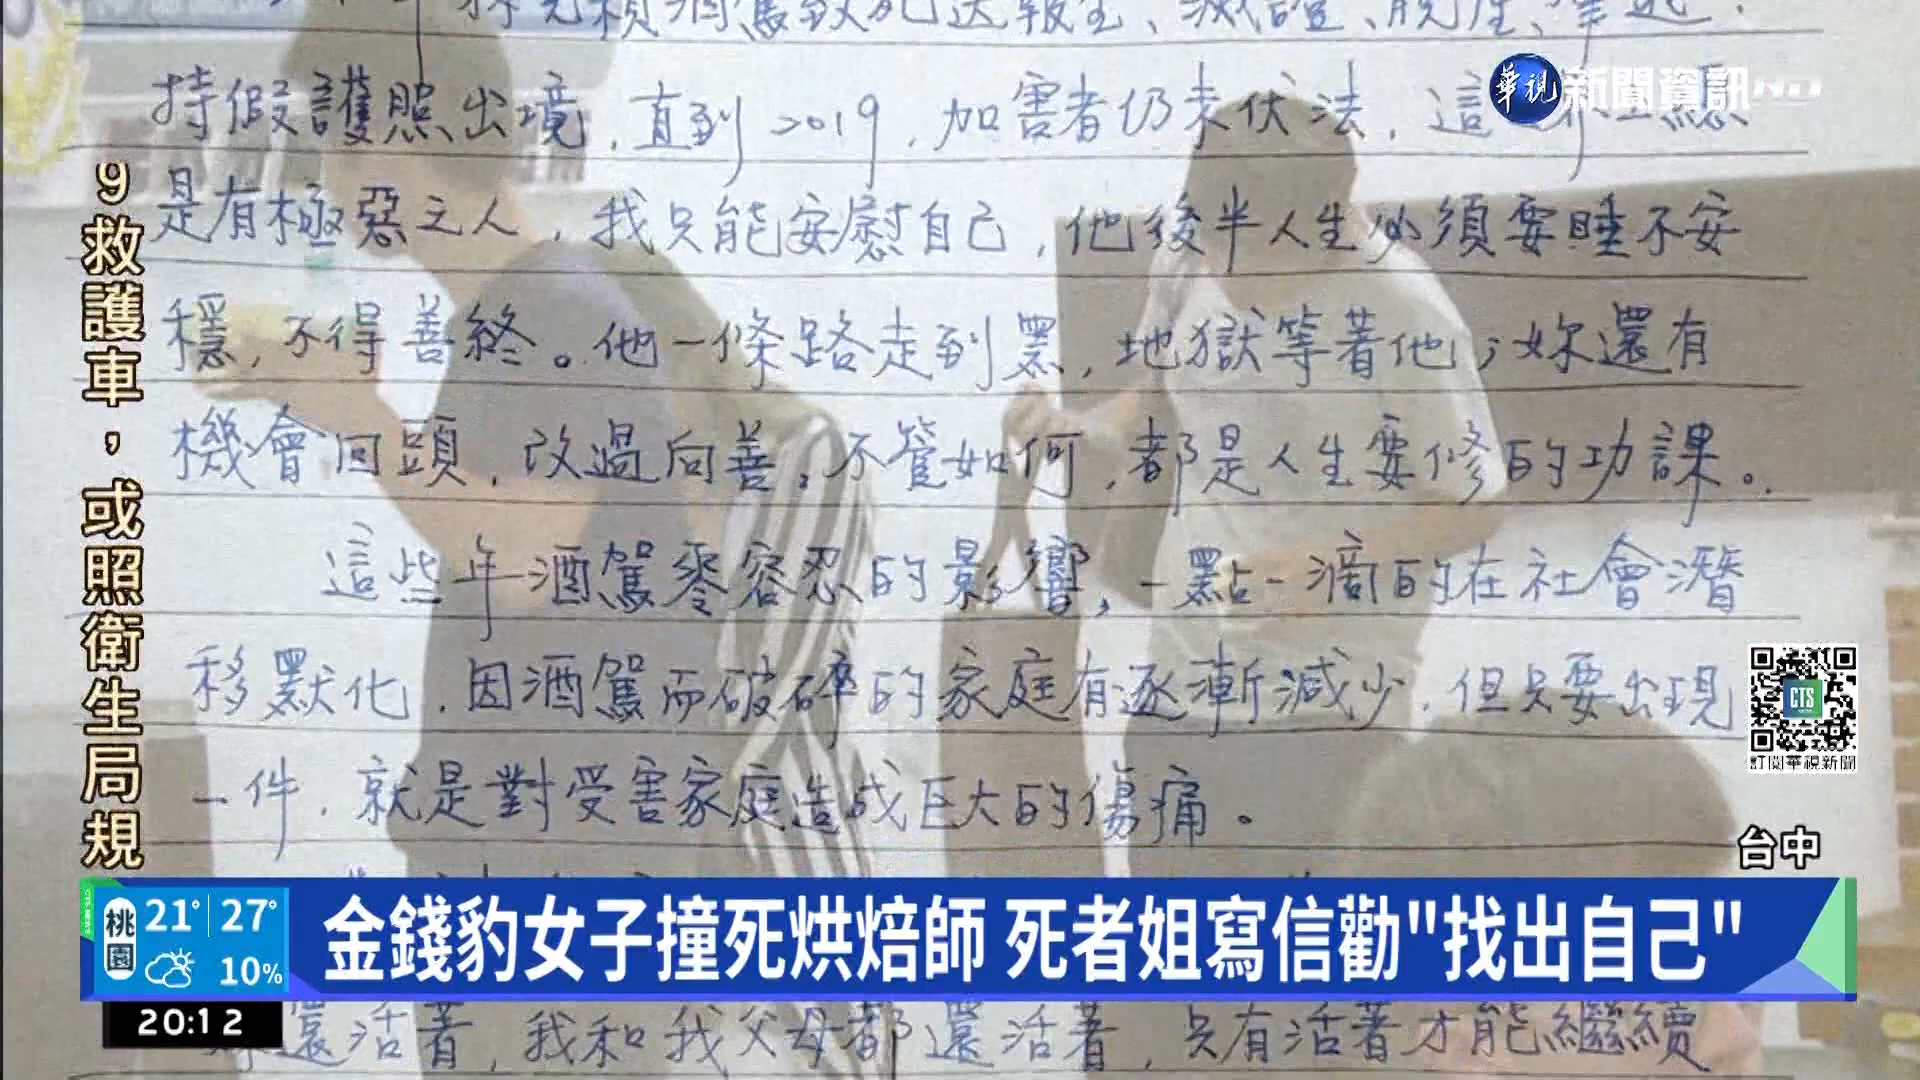 持假護照出境，直到2019，加害者仍未伏法，這
是有極惡之人，我只能安慰自己，他後半人生必須要睡不安
穩，不得善終。他一條路走到黑，地獄等著他；妳還有
機會回頭，改過向善。不管如何，都是人生要修的功課。
這些年酒駕零容忍的影響，一點一滴的在社會潛
移默化，因酒駕而破碎的家庭有逐漸減少，但只要出現
一件，就是對受害家庭造成巨大的傷痛。
還活著，我和我父母都還活著，只有活著才能繼續
華視新聞資訊
9救護車，或照衛生局規
CTS
訂閱華視新聞
台中
桃園 21° 27°
10%
金錢豹女子撞死烘焙師 死者姐寫信勸"找出自己"
20:12